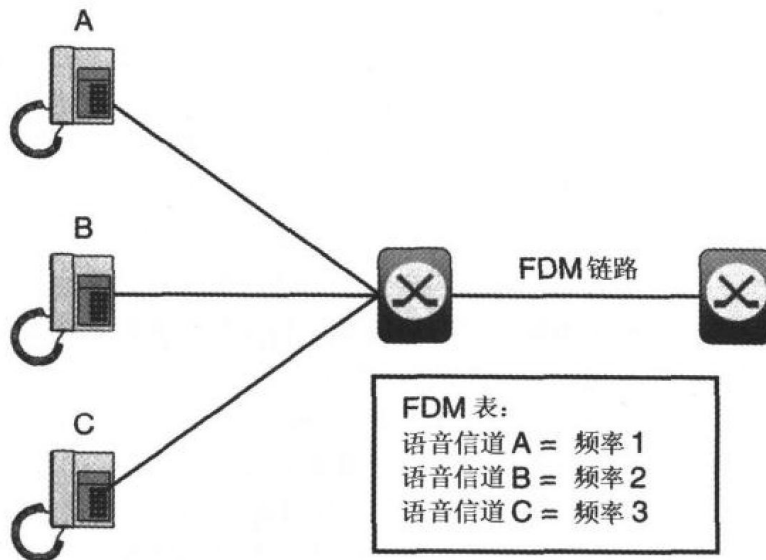 A
B
FDM 链路
C
FDM 表：
语音信道 A = 频率 1
语音信道 B = 频率 2
语音信道 C = 频率 3